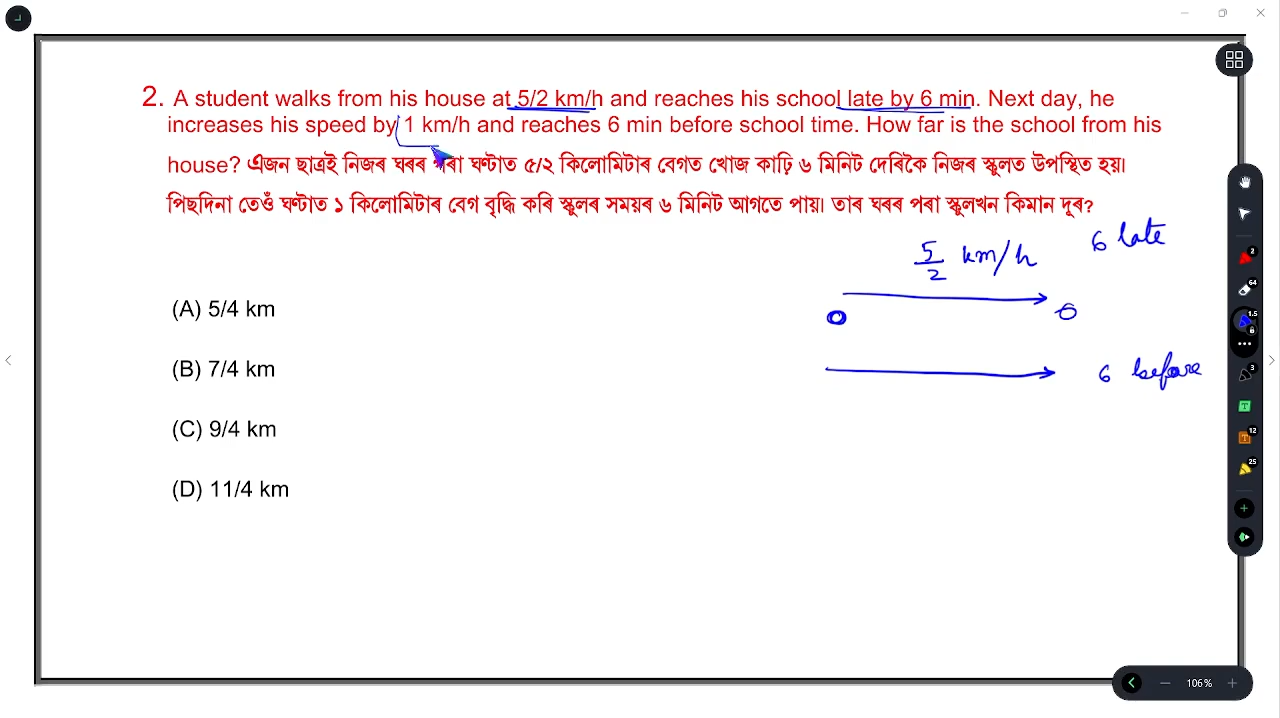 2. A student walks from his house at 5/2 km/h and reaches his school late by 6 min. Next day, he
increases his speed by 1 km/h and reaches 6 min before school time. How far is the school from his
house? এজন ছাত্ৰই নিজৰ ঘৰৰ পৰা ঘণ্টাত ৫/২ কিলোমিটাৰ বেগত খোজ কাঢ়ি ৬ মিনিট দেৰিকৈ নিজৰ স্কুলত উপস্থিত হয়।
পিছদিনা তেওঁ ঘণ্টাত ১ কিলোমিটাৰ বেগ বৃদ্ধি কৰি স্কুলৰ সময়ৰ ৬ মিনিট আগতে পায়। তাৰ ঘৰৰ পৰা স্কুলখন কিমান দূৰ?
5/2 km/h 6 late
(A) 5/4 km
(B) 7/4 km
6 before
(C) 9/4 km
(D) 11/4 km
106%